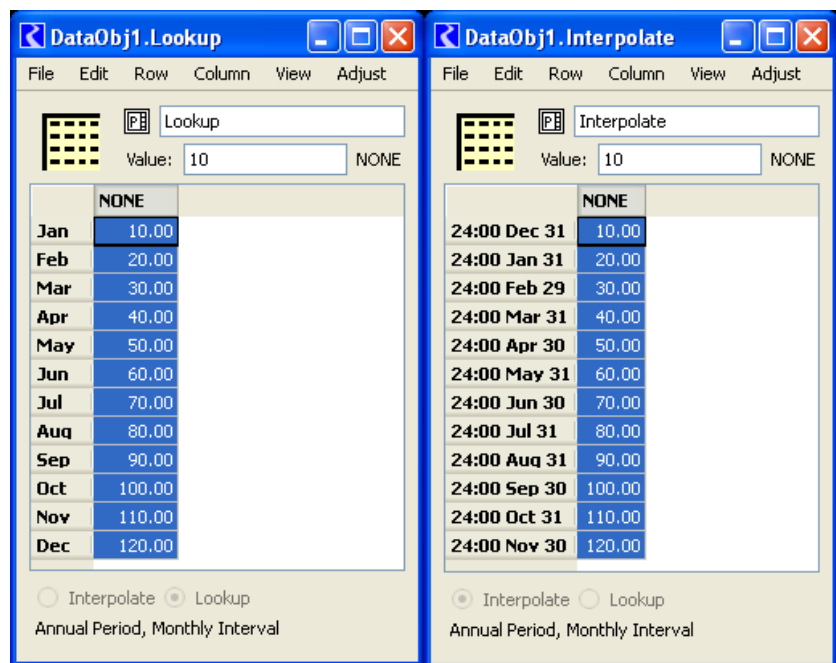 DataObj1.Lookup
File Edit Row Column View Adjust
Lookup
Value: 10 NONE
NONE
Jan 10.00
Feb 20.00
Mar 30.00
Apr 40.00
May 50.00
Jun 60.00
Jul 70.00
Aug 80.00
Sep 90.00
Oct 100.00
Nov 110.00
Dec 120.00
Interpolate Lookup
Annual Period, Monthly Interval
DataObj1.Interpolate
File Edit Row Column View Adjust
Interpolate
Value: 10 NONE
NONE
24:00 Dec 31 10.00
24:00 Jan 31 20.00
24:00 Feb 29 30.00
24:00 Mar 31 40.00
24:00 Apr 30 50.00
24:00 May 31 60.00
24:00 Jun 30 70.00
24:00 Jul 31 80.00
24:00 Aug 31 90.00
24:00 Sep 30 100.00
24:00 Oct 31 110.00
24:00 Nov 30 120.00
Interpolate Lookup
Annual Period, Monthly Interval